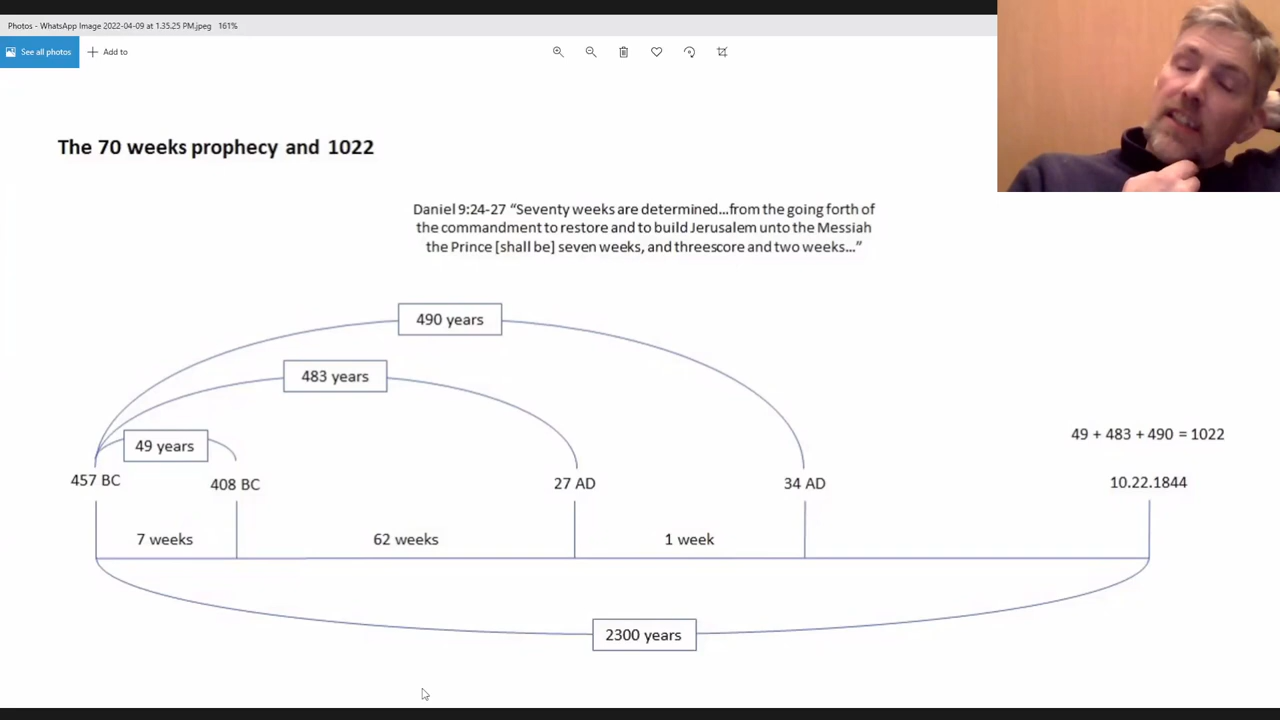 Photos - WhatsApp Image 2022-04-09 at 1.35.25 PM.jpeg 161%
See all photos
Add to
The 70 weeks prophecy and 1022
Daniel 9:24-27 “Seventy weeks are determined...from the going forth of
the commandment to restore and to build Jerusalem unto the Messiah
the Prince [shall be] seven weeks, and threescore and two weeks...”
490 years
483 years
49 years
49 + 483 + 490 = 1022
457 BC
408 BC
27 AD
34 AD
10.22.1844
7 weeks
62 weeks
1 week
2300 years